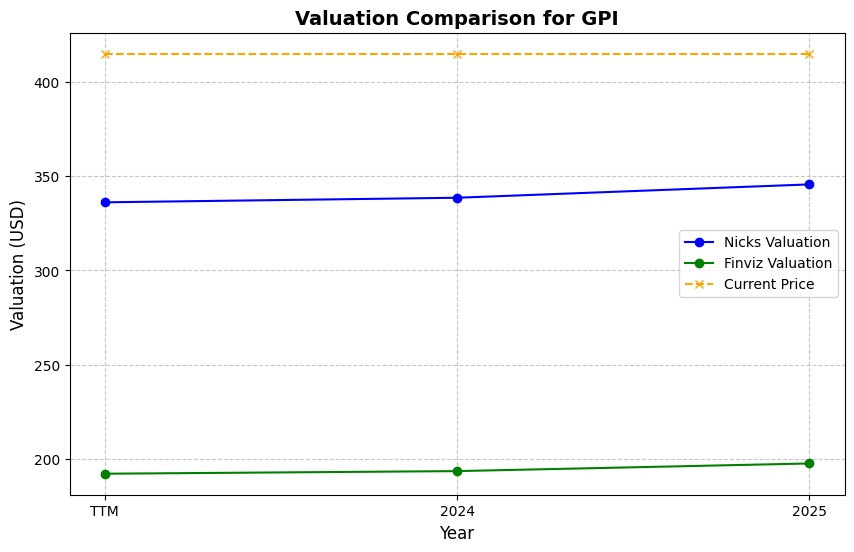 Valuation Comparison for GPI
Valuation (USD)
400
350
300
250
200
Nicks Valuation
Finviz Valuation
Current Price
TTM
2024
2025
Year